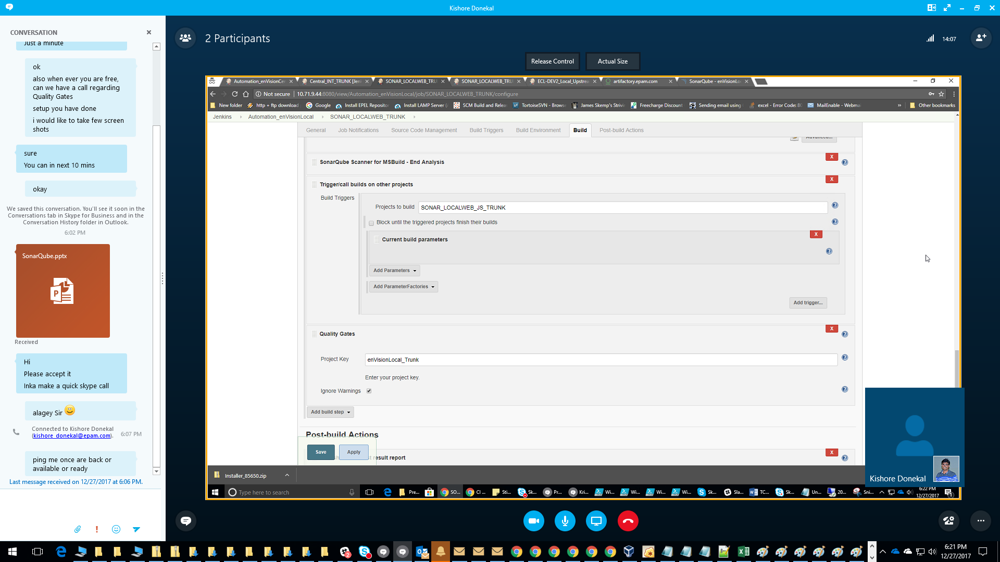 Kishore Donekal
CONVERSATION
Just a minute
ok
also when ever you are free,
can we have a call regarding
Quality Gates
setup you have done
i would like to take few screen
shots
sure
You can in next 10 mins
okay
We saved this conversation. You'll see it soon in the
Conversations tab in Skype for Business and in the
Conversation History folder in Outlook.
6:02 PM
SonarQube.pptx
Received
Hi
Please accept it
Inka make a quick skype call
alagey Sir
Connected to Kishore Donekal
(kishore_donekal@epam.com).
6:07 PM
ping me once are back or
available or ready
Last message received on 12/27/2017 at 6:06 PM.
2 Participants
14:07
Release Control
Actual Size
Automation_enVisionCe
Central_INT_TRUNK [Jen
SONAR_LOCALWEB_TRU
SONAR_LOCALWEB_TRU
ECL-DEV2_Local_Upstrea
artifactory.epam.com
SonarQube - enVisionLo
Not secure
10.71.9.44:8080/view/Automation_enVisionLocal/job/SONAR_LOCALWEB_TRUNK/configure
New folder
http + ftp download
Google
Install EPEL Repositor
Install LAMP Server (
SCM Build and Relea
TortoiseSVN - Browse
James Skemp's Strivi
Freecharge Discount
Sending email using
excel - Error Code: 80
MailEnable - Webma
»
Other bookmarks
Jenkins
Automation_enVisionLocal
SONAR_LOCALWEB_TRUNK
General
Job Notifications
Source Code Management
Build Triggers
Build Environment
Build
Post-build Actions
Advanced...
SonarQube Scanner for MSBuild - End Analysis
X
Trigger/call builds on other projects
X
Build Triggers
Projects to build
SONAR_LOCALWEB_JS_TRUNK
Block until the triggered projects finish their builds
Current build parameters
X
Add Parameters
Add ParameterFactories
Add trigger...
Quality Gates
X
Project Key
enVisionLocal_Trunk
Enter your project key.
Ignore Warnings
Add build step
Post-build Actions
Save
Apply
result report
X
Installer_85650.zip
Kishore Donekal
Type here to search
Pre...
SO...
CI ...
Sti...
Sk...
Pr...
Kri...
Wi...
Wi...
Wi...
Wi...
Sk...
Sla...
TC...
Sk...
Un...
20...
Sni...
6:22 PM
12/27/2017
6:21 PM
12/27/2017